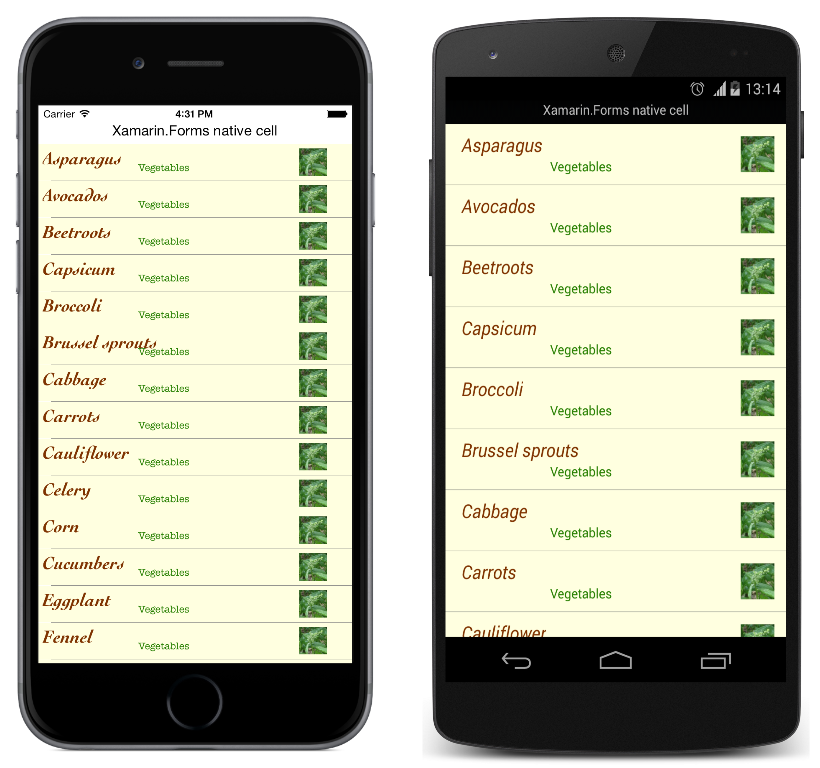 Carrier 4:31 PM
Xamarin.Forms native cell
Asparagus
Vegetables
Avocados
Vegetables
Beetroots
Vegetables
Capsicum
Vegetables
Broccoli
Vegetables
Brussel sprouts
Vegetables
Cabbage
Vegetables
Carrots
Vegetables
Cauliflower
Vegetables
Celery
Vegetables
Corn
Vegetables
Cucumbers
Vegetables
Eggplant
Vegetables
Fennel
Vegetables
13:14
Xamarin.Forms native cell
Asparagus
Vegetables
Avocados
Vegetables
Beetroots
Vegetables
Capsicum
Vegetables
Broccoli
Vegetables
Brussel sprouts
Vegetables
Cabbage
Vegetables
Carrots
Vegetables
Cauliflower